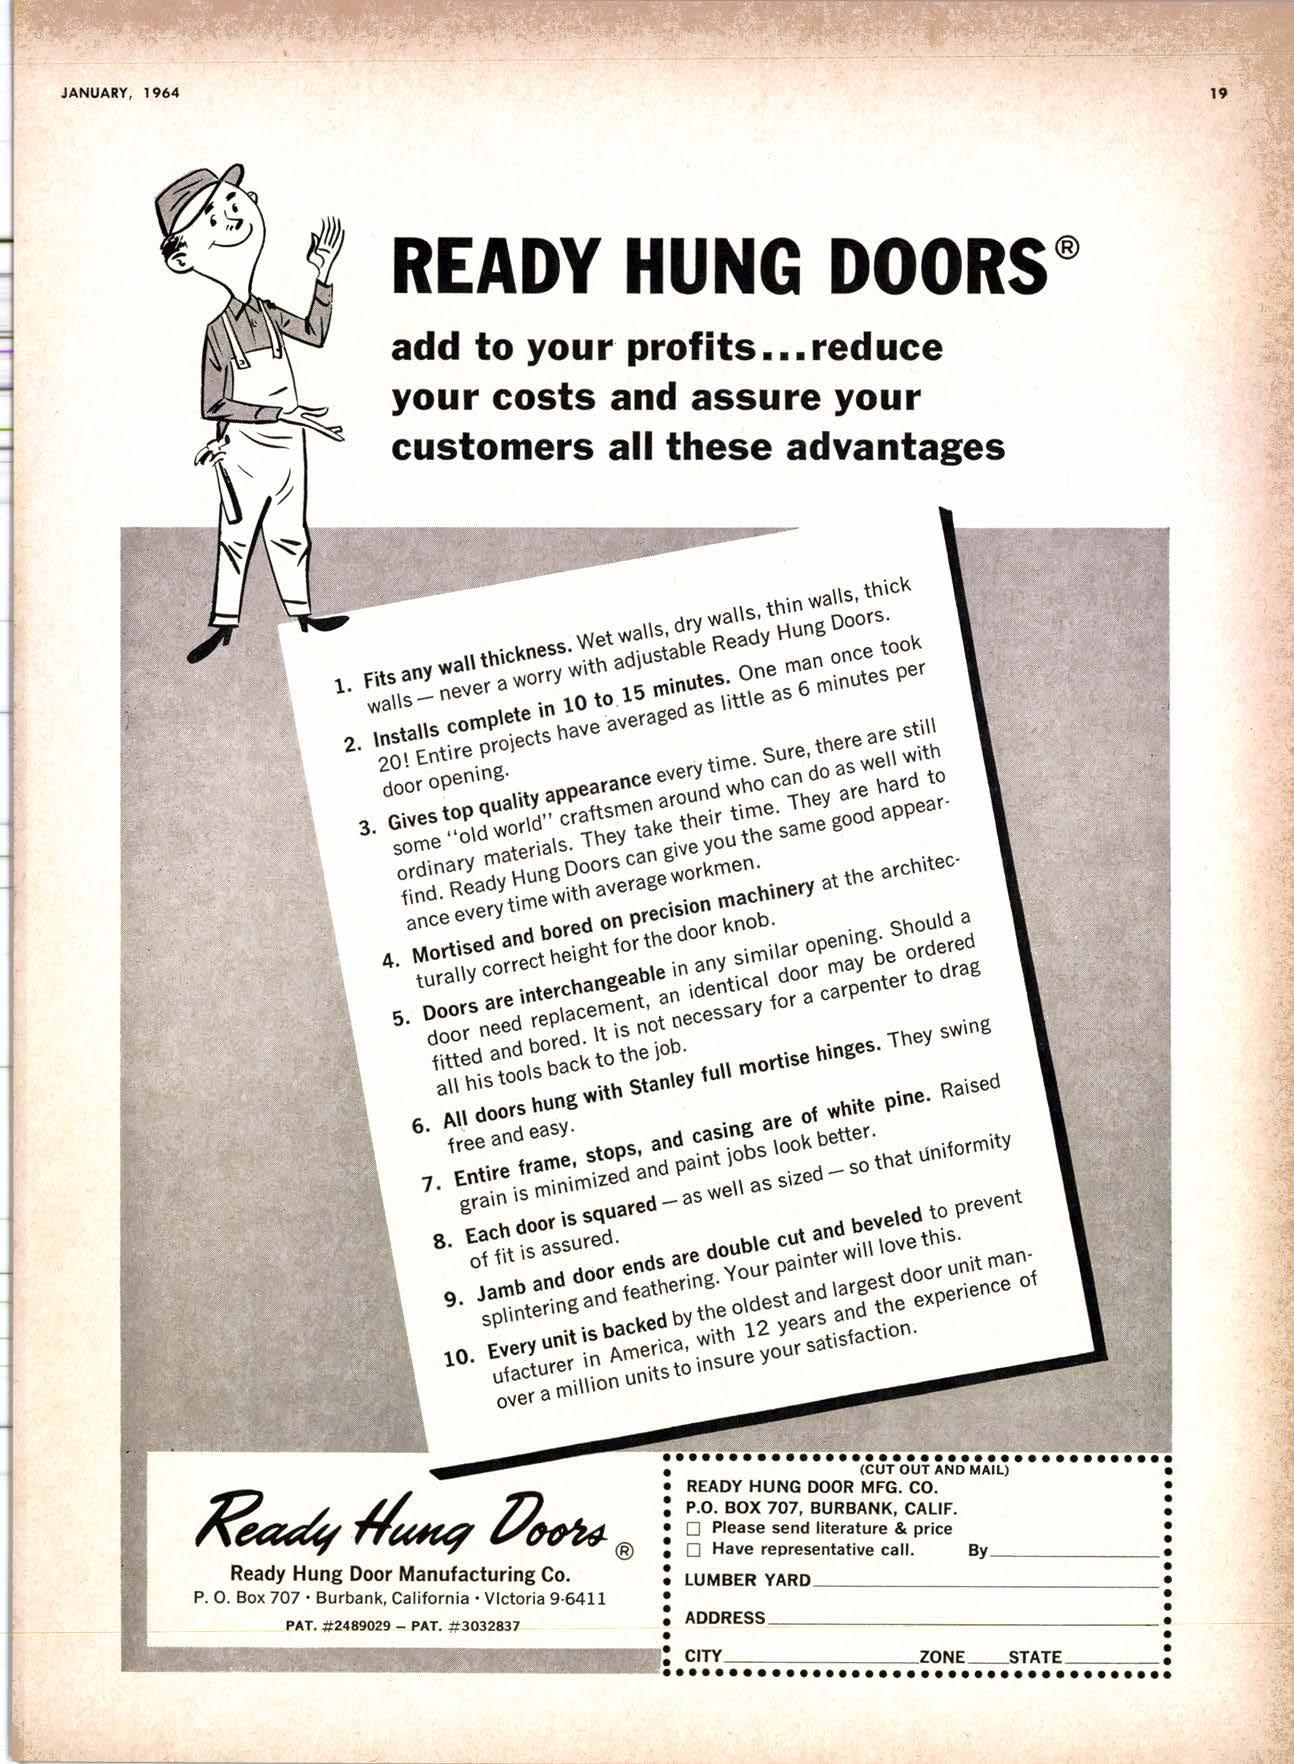 JANUARY, 1964
19
READY HUNG DOORS®
add to your profits...reduce
your costs and assure your
customers all these advantages
1. Fits any wall thickness. Wet walls, dry walls, thin walls, thick
walls — never a worry with adjustable Ready Hung Doors.
2. Installs complete in 10 to 15 minutes. One man once took
20! Entire projects have averaged as little as 6 minutes per
door opening.
3. Gives top quality appearance every time. Sure, there are still
some "old world" craftsmen around who can do as well with
ordinary materials. They take their time. They are hard to
find. Ready Hung Doors can give you the same good appear-
ance every time with average workmen.
4. Mortised and bored on precision machinery at the architec-
turally correct height for the door knob.
5. Doors are interchangeable in any similar opening. Should a
door need replacement, an identical door may be ordered
fitted and bored. It is not necessary for a carpenter to drag
all his tools back to the job.
6. All doors hung with Stanley full mortise hinges. They swing
free and easy.
7. Entire frame, stops, and casing are of white pine. Raised
grain is minimized and paint jobs look better.
8. Each door is squared — as well as sized — so that uniformity
of fit is assured.
9. Jamb and door ends are double cut and beveled to prevent
splintering and feathering. Your painter will love this.
10. Every unit is backed by the oldest and largest door unit man-
ufacturer in America, with 12 years and the experience of
over a million units to insure your satisfaction.
Ready Hung Doors®
Ready Hung Door Manufacturing Co.
P. O. Box 707 · Burbank, California · VIctoria 9-6411
PAT. #2489029 — PAT. #3032837
(CUT OUT AND MAIL)
READY HUNG DOOR MFG. CO.
P.O. BOX 707, BURBANK, CALIF.
☐ Please send literature & price
☐ Have representative call. By
LUMBER YARD
ADDRESS
CITY ZONE STATE